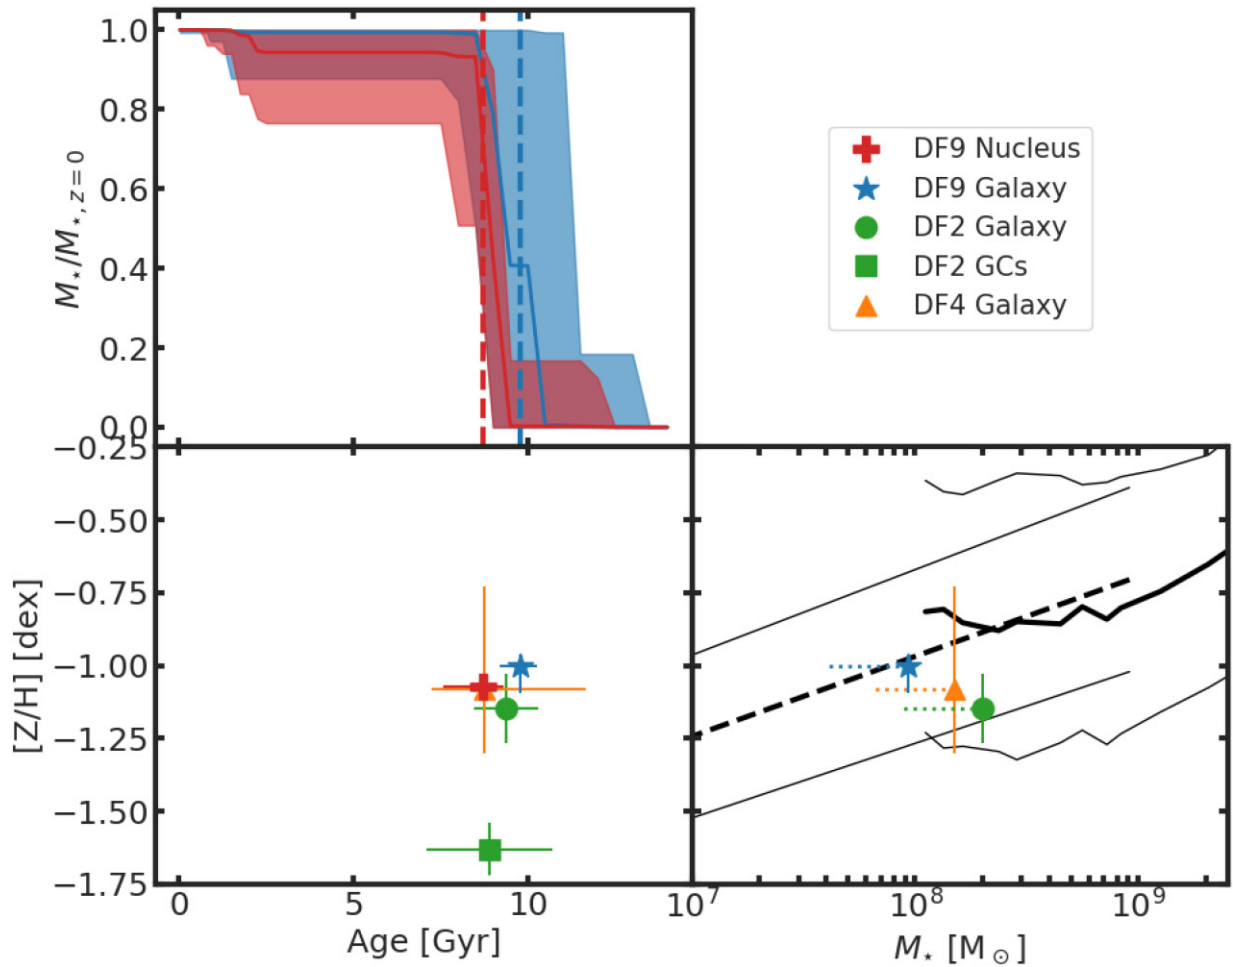 1.0
0.8
0.6
0.4
0.2
0.0
M⋆/M⋆, z = 0
DF9 Nucleus
DF9 Galaxy
DF2 Galaxy
DF2 GCs
DF4 Galaxy
−0.25
−0.50
−0.75
−1.00
−1.25
−1.50
−1.75
[Z/H] [dex]
0 5 10
Age [Gyr]
10⁷ 10⁸ 10⁹
M⋆ [M⊙]